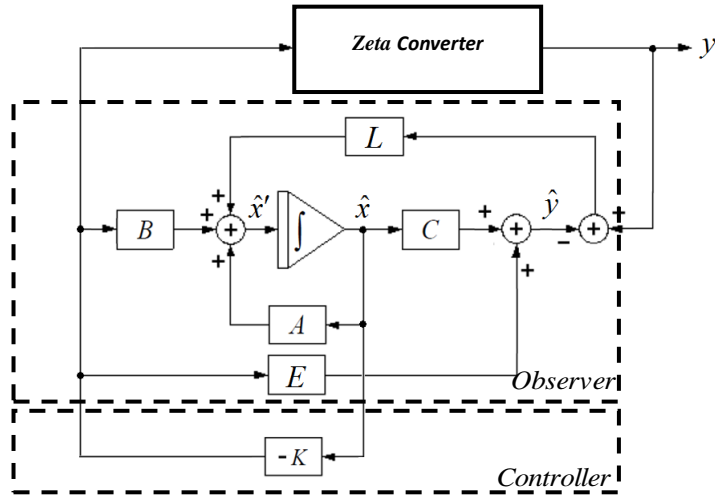 Zeta Converter
y
L
+
+
+
x̂′
∫
x̂
+
ŷ
+
B
+
C
+
−
+
+
A
E
Observer
-K
Controller